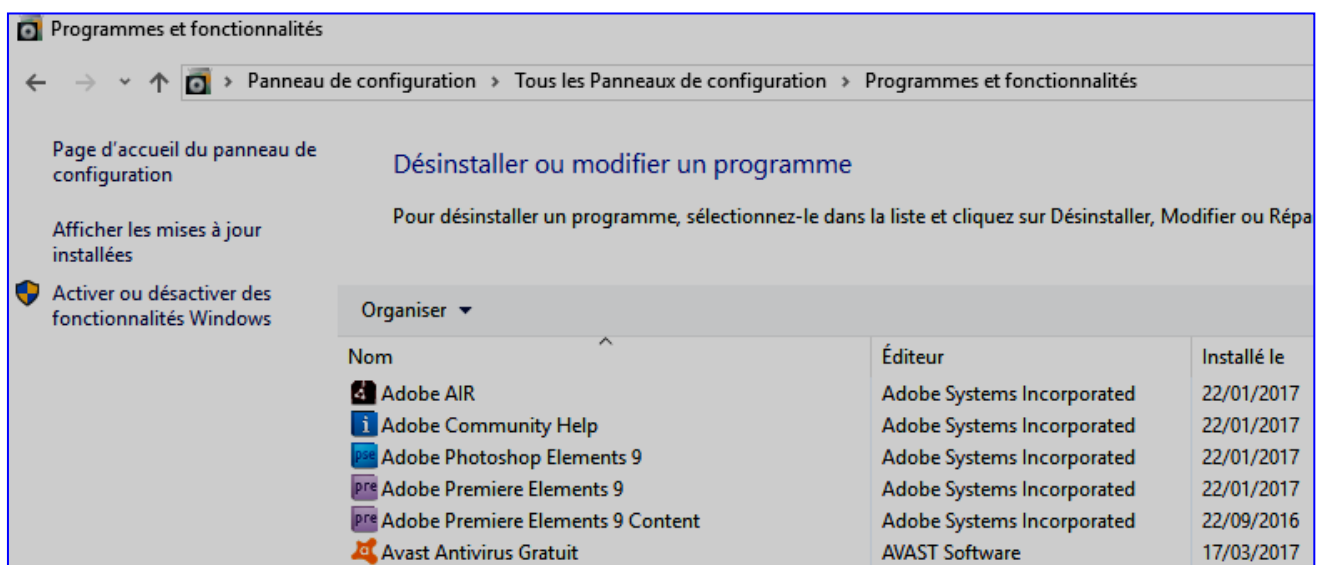 Programmes et fonctionnalités
Panneau de configuration > Tous les Panneaux de configuration > Programmes et fonctionnalités
Page d'accueil du panneau de
configuration
Afficher les mises à jour
installées
Activer ou désactiver des
fonctionnalités Windows
Désinstaller ou modifier un programme
Pour désinstaller un programme, sélectionnez-le dans la liste et cliquez sur Désinstaller, Modifier ou Répa
Organiser
Nom Éditeur Installé le
Adobe AIR Adobe Systems Incorporated 22/01/2017
i Adobe Community Help Adobe Systems Incorporated 22/01/2017
pse Adobe Photoshop Elements 9 Adobe Systems Incorporated 22/01/2017
pre Adobe Premiere Elements 9 Adobe Systems Incorporated 22/01/2017
pre Adobe Premiere Elements 9 Content Adobe Systems Incorporated 22/09/2016
Avast Antivirus Gratuit AVAST Software 17/03/2017